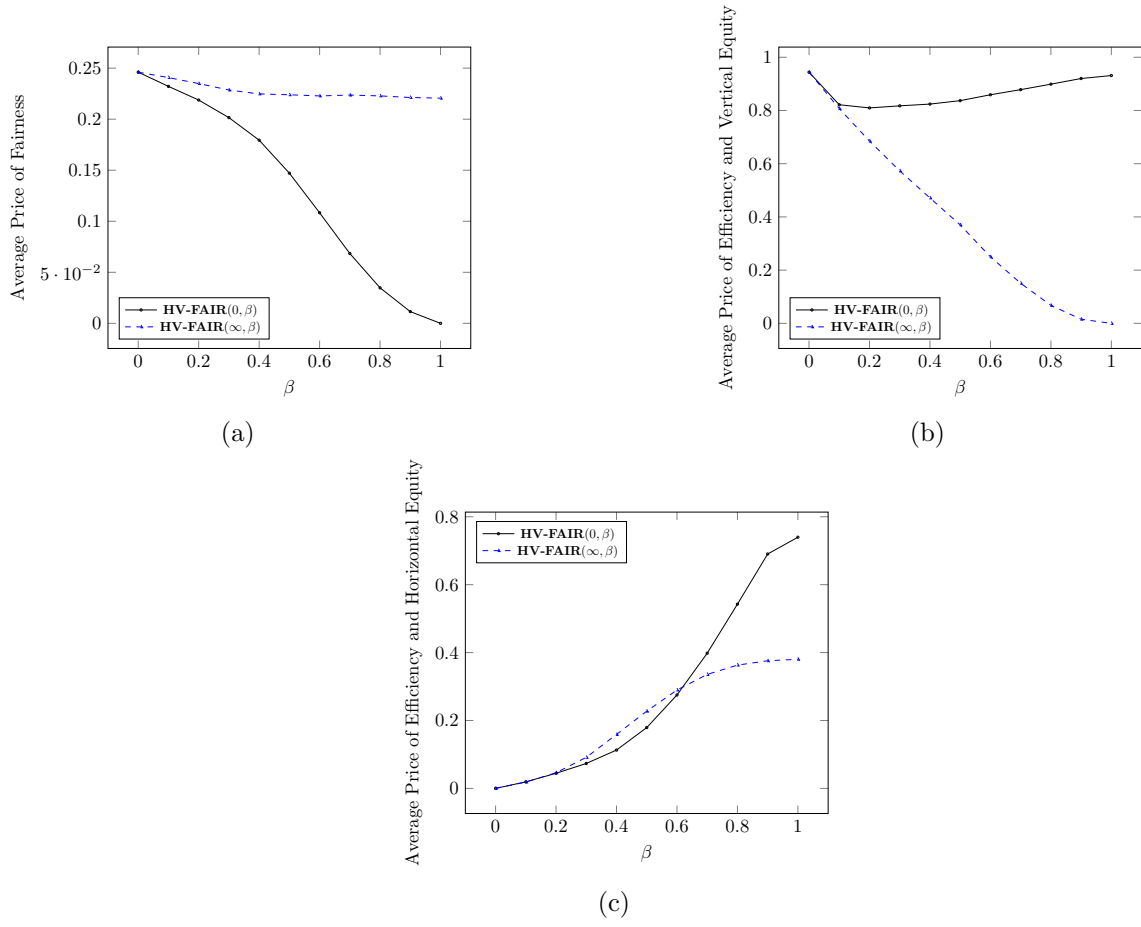 Average Price of Fairness
0.25
0.2
0.15
0.1
5 · 10⁻²
0
HV-FAIR(0, β)
HV-FAIR(∞, β)
0 0.2 0.4 0.6 0.8 1
β
(a)
Average Price of Efficiency and Vertical Equity
1
0.8
0.6
0.4
0.2
0
HV-FAIR(0, β)
HV-FAIR(∞, β)
0 0.2 0.4 0.6 0.8 1
β
(b)
Average Price of Efficiency and Horizontal Equity
0.8
0.6
0.4
0.2
0
HV-FAIR(0, β)
HV-FAIR(∞, β)
0 0.2 0.4 0.6 0.8 1
β
(c)